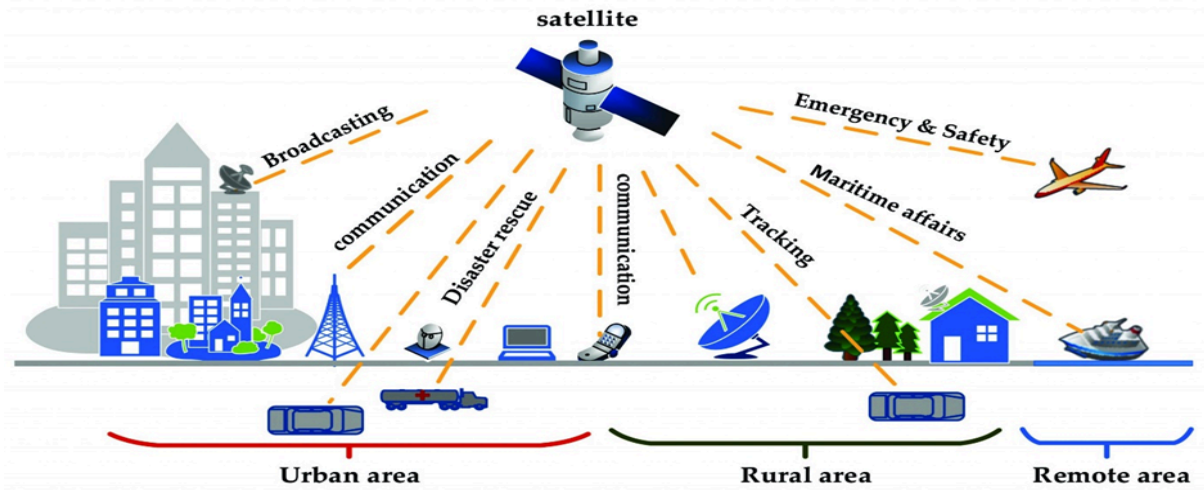 satellite
Broadcasting
communication
Disaster rescue
communication
Tracking
Maritime affairs
Emergency & Safety
Urban area
Rural area
Remote area